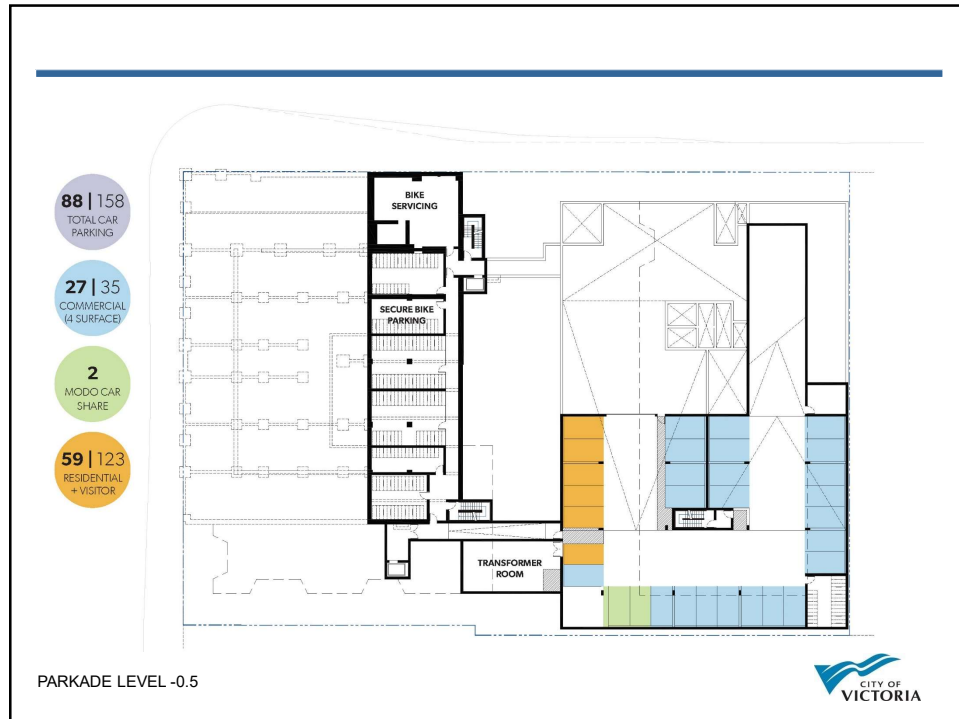 88 | 158
TOTAL CAR
PARKING
27 | 35
COMMERCIAL
(4 SURFACE)
2
MODO CAR
SHARE
59 | 123
RESIDENTIAL
+ VISITOR
BIKE
SERVICING
SECURE BIKE
PARKING
TRANSFORMER
ROOM
PARKADE LEVEL -0.5
CITY OF
VICTORIA